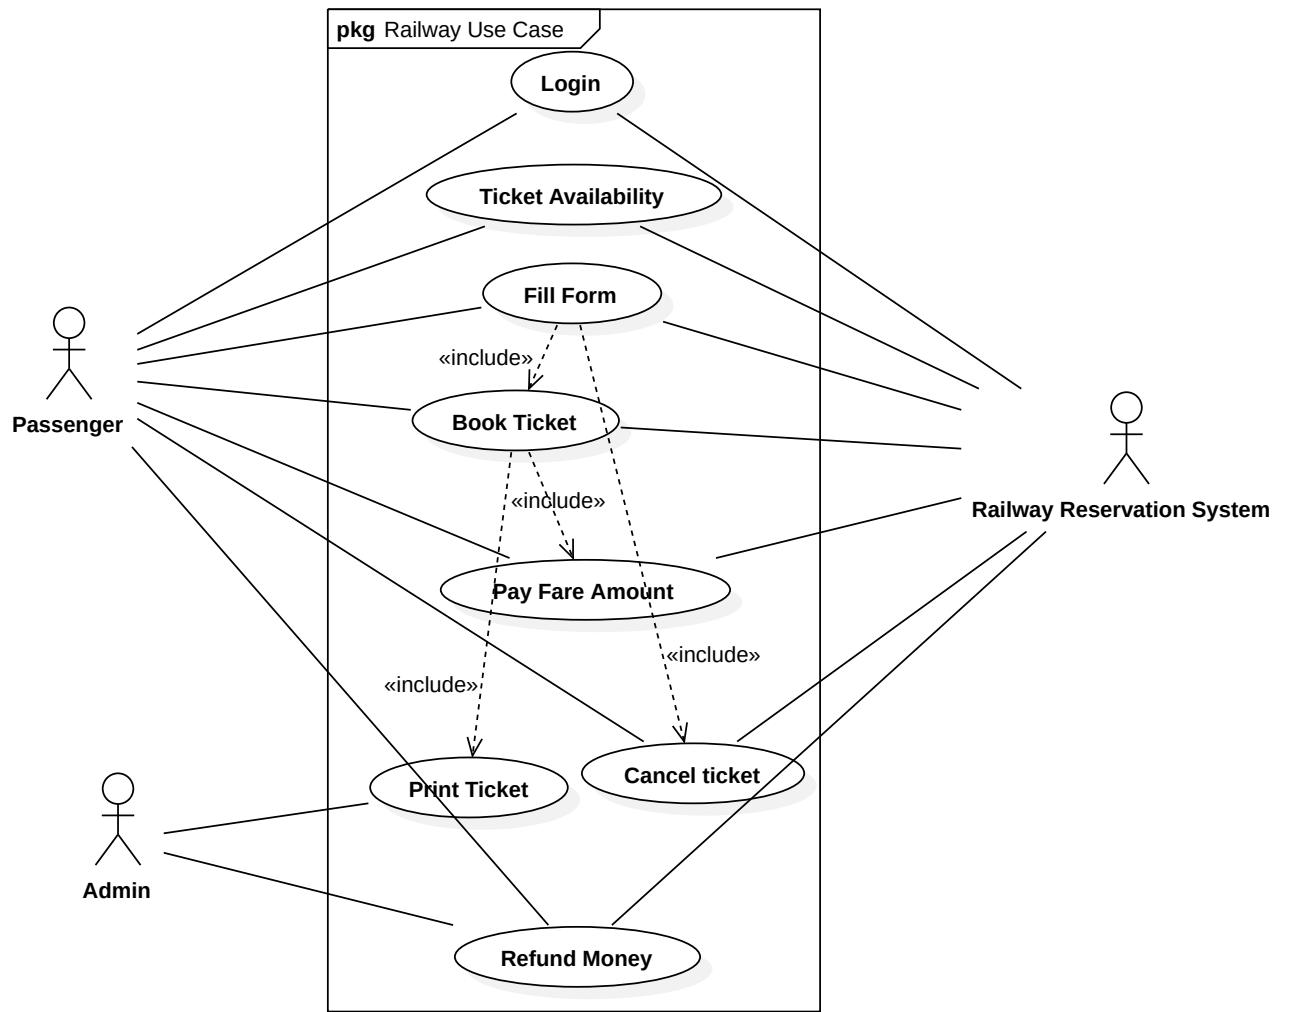 pkg Railway Use Case
Login
Ticket Availability
Fill Form
«include»
Book Ticket
Passenger
«include»
Railway Reservation System
Pay Fare Amount
«include»
«include»
Print Ticket
Cancel ticket
Admin
Refund Money